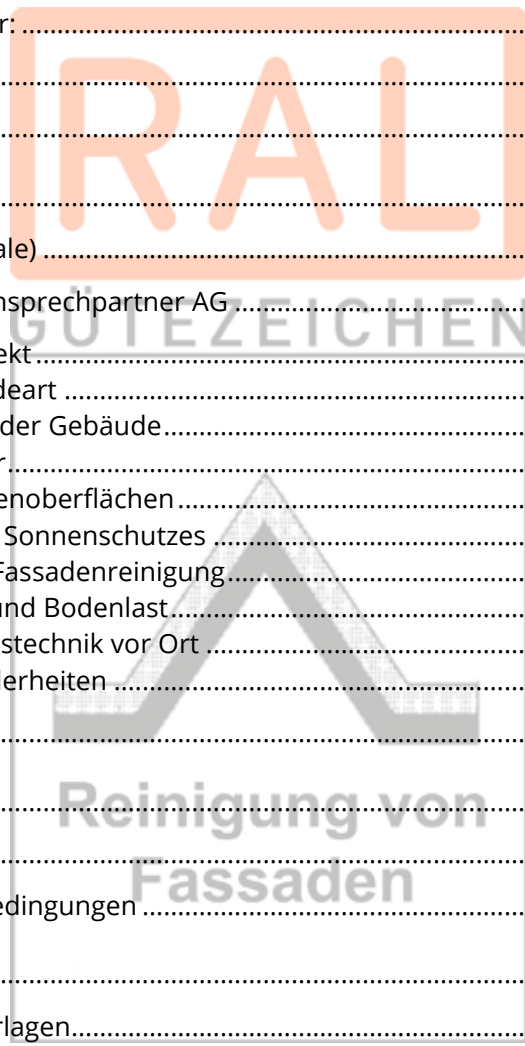 r: ........................................................
........................................................
........................................................
RAL
........................................................
ale) ........................................................
nsprechpartner AG ........................................................
GÜTEZEICHEN
ekt ........................................................
deart ........................................................
der Gebäude ........................................................
r ........................................................
enoberflächen ........................................................
Sonnenschutzes ........................................................
Fassadenreinigung ........................................................
und Bodenlast ........................................................
stechnik vor Ort ........................................................
derheiten ........................................................
........................................................
Reinigung von
........................................................
........................................................
Fassaden
edingungen ........................................................
........................................................
rlagen ........................................................